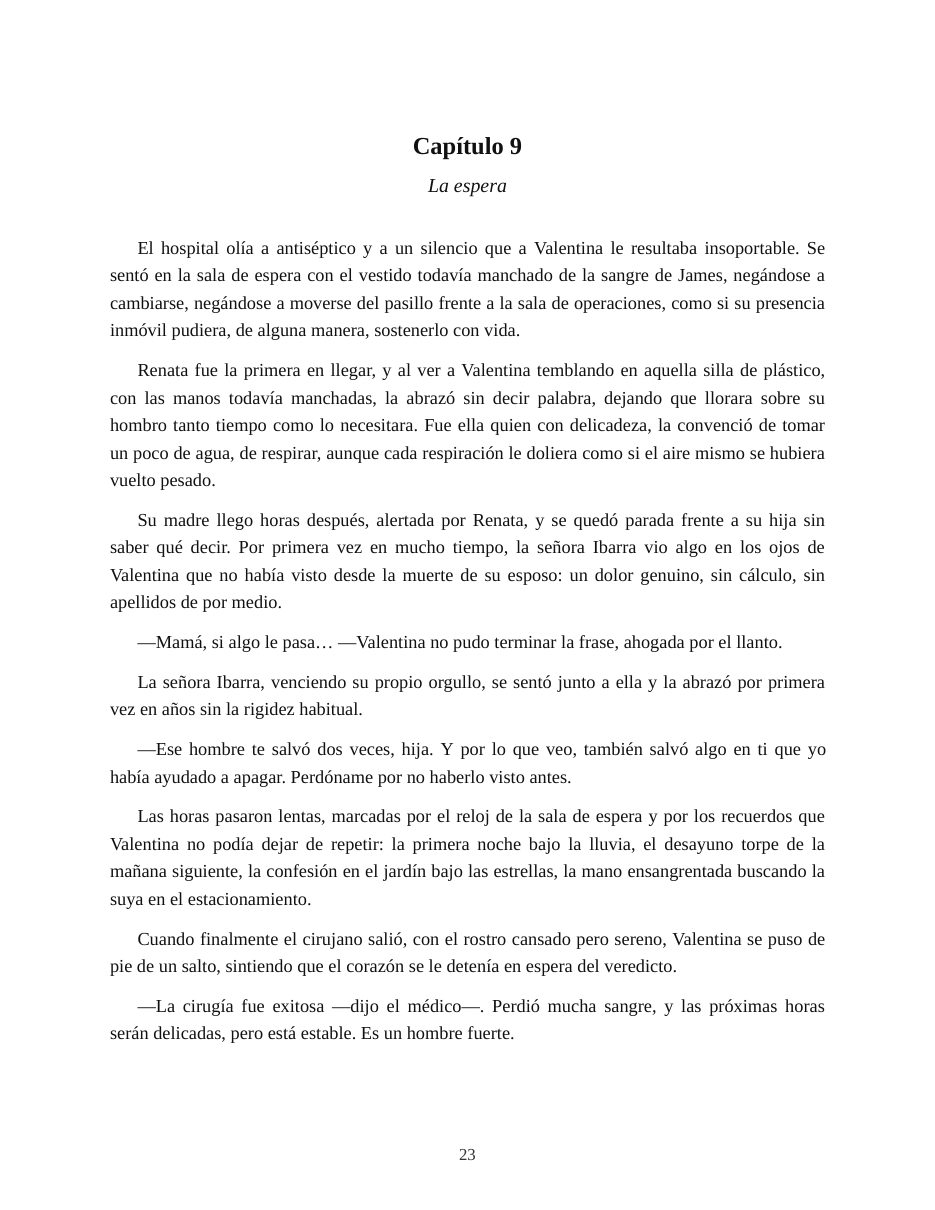 Capítulo 9
La espera
El hospital olía a antiséptico y a un silencio que a Valentina le resultaba insoportable. Se
sentó en la sala de espera con el vestido todavía manchado de la sangre de James, negándose a
cambiarse, negándose a moverse del pasillo frente a la sala de operaciones, como si su presencia
inmóvil pudiera, de alguna manera, sostenerlo con vida.
Renata fue la primera en llegar, y al ver a Valentina temblando en aquella silla de plástico,
con las manos todavía manchadas, la abrazó sin decir palabra, dejando que llorara sobre su
hombro tanto tiempo como lo necesitara. Fue ella quien con delicadeza, la convenció de tomar
un poco de agua, de respirar, aunque cada respiración le doliera como si el aire mismo se hubiera
vuelto pesado.
Su madre llego horas después, alertada por Renata, y se quedó parada frente a su hija sin
saber qué decir. Por primera vez en mucho tiempo, la señora Ibarra vio algo en los ojos de
Valentina que no había visto desde la muerte de su esposo: un dolor genuino, sin cálculo, sin
apellidos de por medio.
—Mamá, si algo le pasa… —Valentina no pudo terminar la frase, ahogada por el llanto.
La señora Ibarra, venciendo su propio orgullo, se sentó junto a ella y la abrazó por primera
vez en años sin la rigidez habitual.
—Ese hombre te salvó dos veces, hija. Y por lo que veo, también salvó algo en ti que yo
había ayudado a apagar. Perdóname por no haberlo visto antes.
Las horas pasaron lentas, marcadas por el reloj de la sala de espera y por los recuerdos que
Valentina no podía dejar de repetir: la primera noche bajo la lluvia, el desayuno torpe de la
mañana siguiente, la confesión en el jardín bajo las estrellas, la mano ensangrentada buscando la
suya en el estacionamiento.
Cuando finalmente el cirujano salió, con el rostro cansado pero sereno, Valentina se puso de
pie de un salto, sintiendo que el corazón se le detenía en espera del veredicto.
—La cirugía fue exitosa —dijo el médico—. Perdió mucha sangre, y las próximas horas
serán delicadas, pero está estable. Es un hombre fuerte.
23